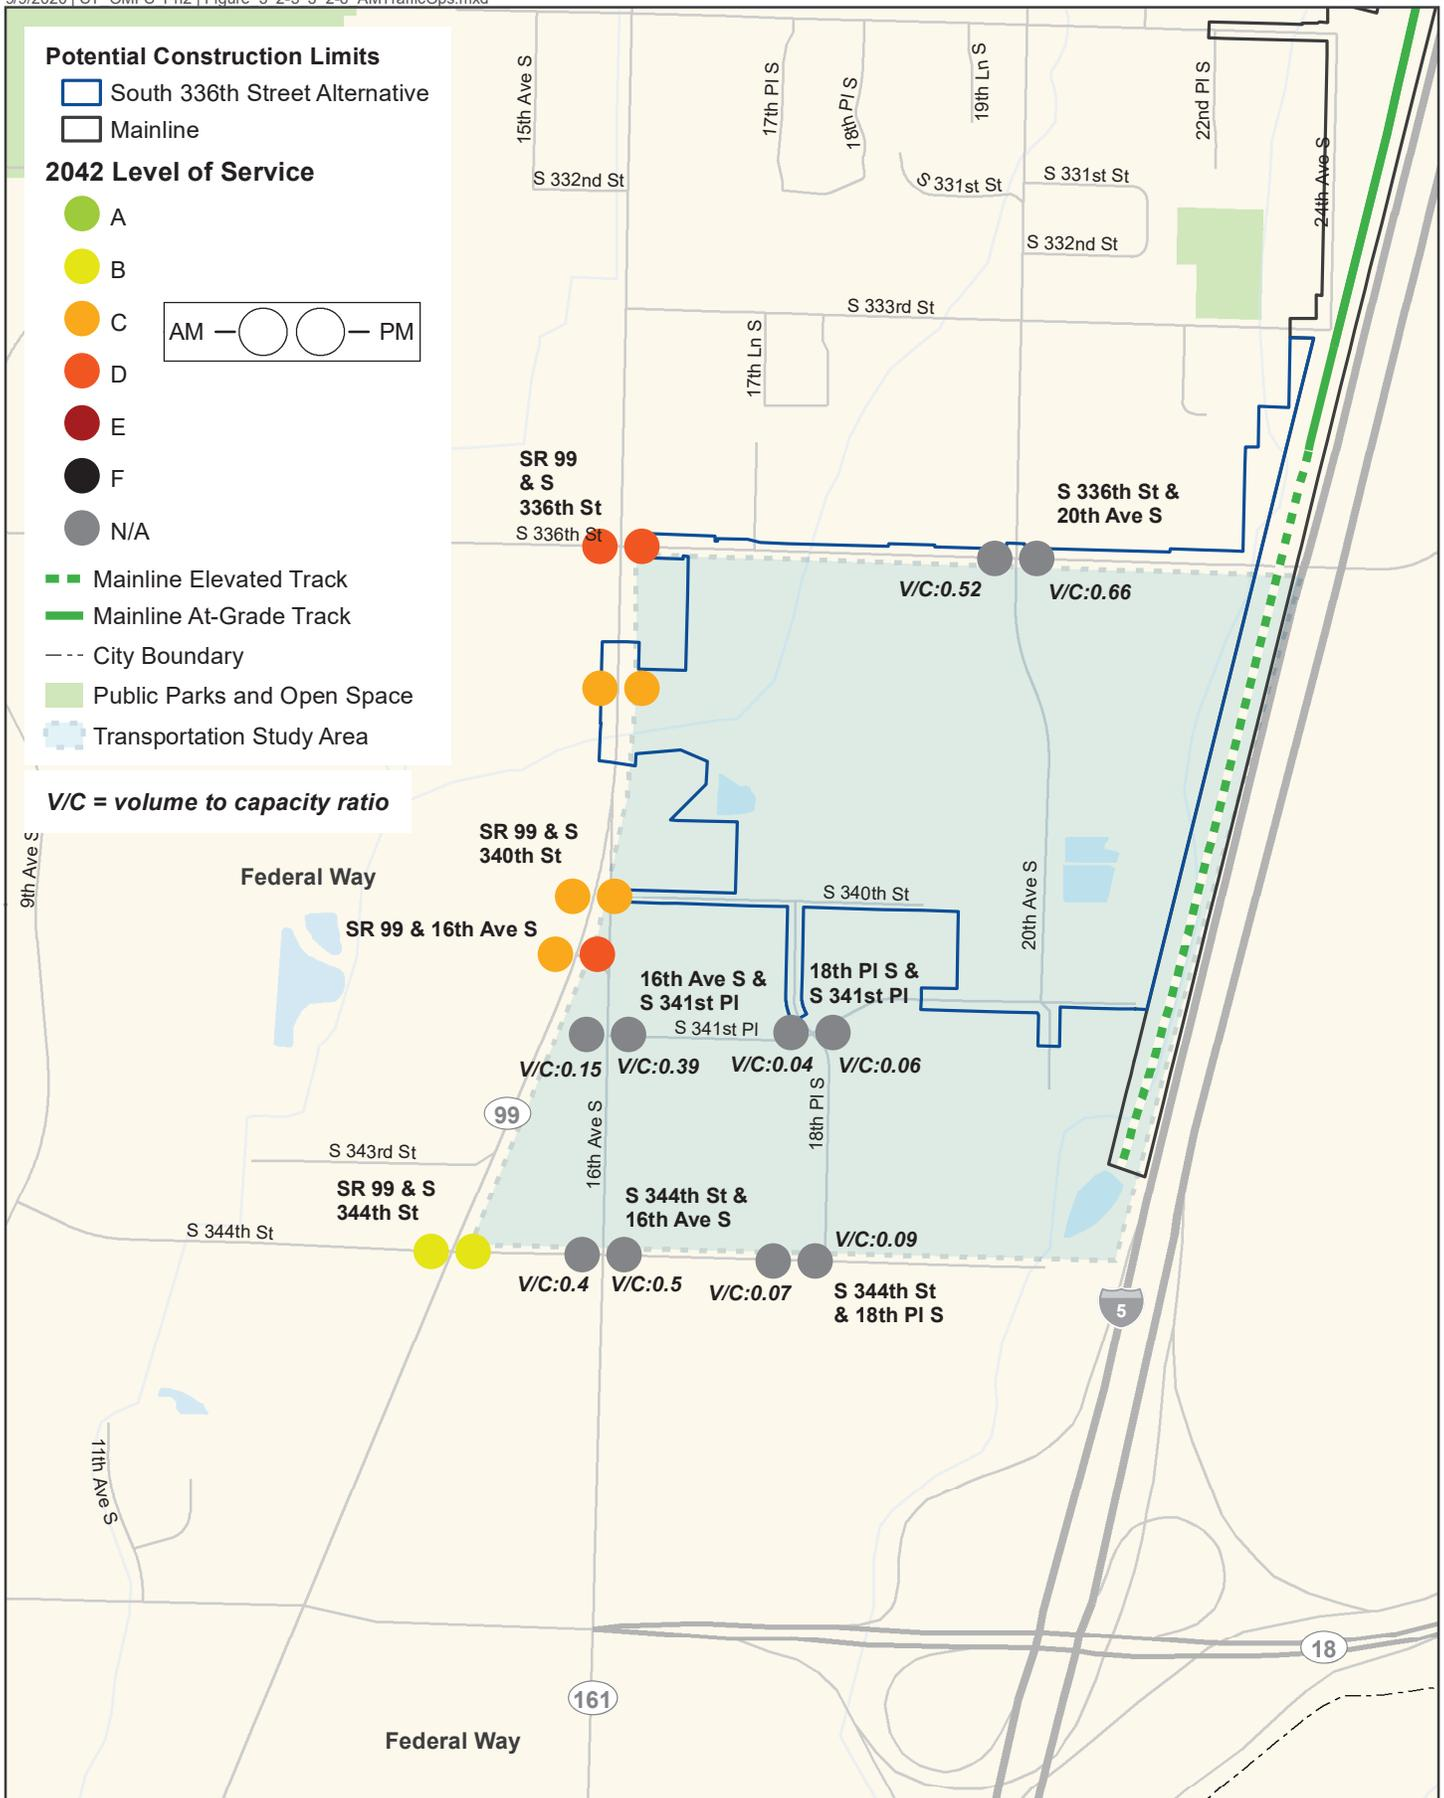 Potential Construction Limits
South 336th Street Alternative
Mainline
2042 Level of Service
A
B
C
AM
PM
D
E
F
N/A
Mainline Elevated Track
Mainline At-Grade Track
City Boundary
Public Parks and Open Space
Transportation Study Area
V/C = volume to capacity ratio
15th Ave S
17th Pl S
18th Pl S
19th Ln S
22nd Pl S
24th Ave S
S 332nd St
S 331st St
S 331st St
S 332nd St
S 333rd St
17th Ln S
SR 99
& S
336th St
S 336th St
S 336th St &
20th Ave S
V/C:0.52
V/C:0.66
SR 99 & S
340th St
9th Ave S
Federal Way
S 340th St
20th Ave S
SR 99 & 16th Ave S
16th Ave S &
S 341st Pl
18th Pl S &
S 341st Pl
S 341st Pl
V/C:0.15
V/C:0.39
V/C:0.04
V/C:0.06
99
16th Ave S
18th Pl S
S 343rd St
SR 99 & S
344th St
S 344th St &
16th Ave S
S 344th St
V/C:0.09
V/C:0.4
V/C:0.5
V/C:0.07
S 344th St
& 18th Pl S
5
11th Ave S
18
161
Federal Way